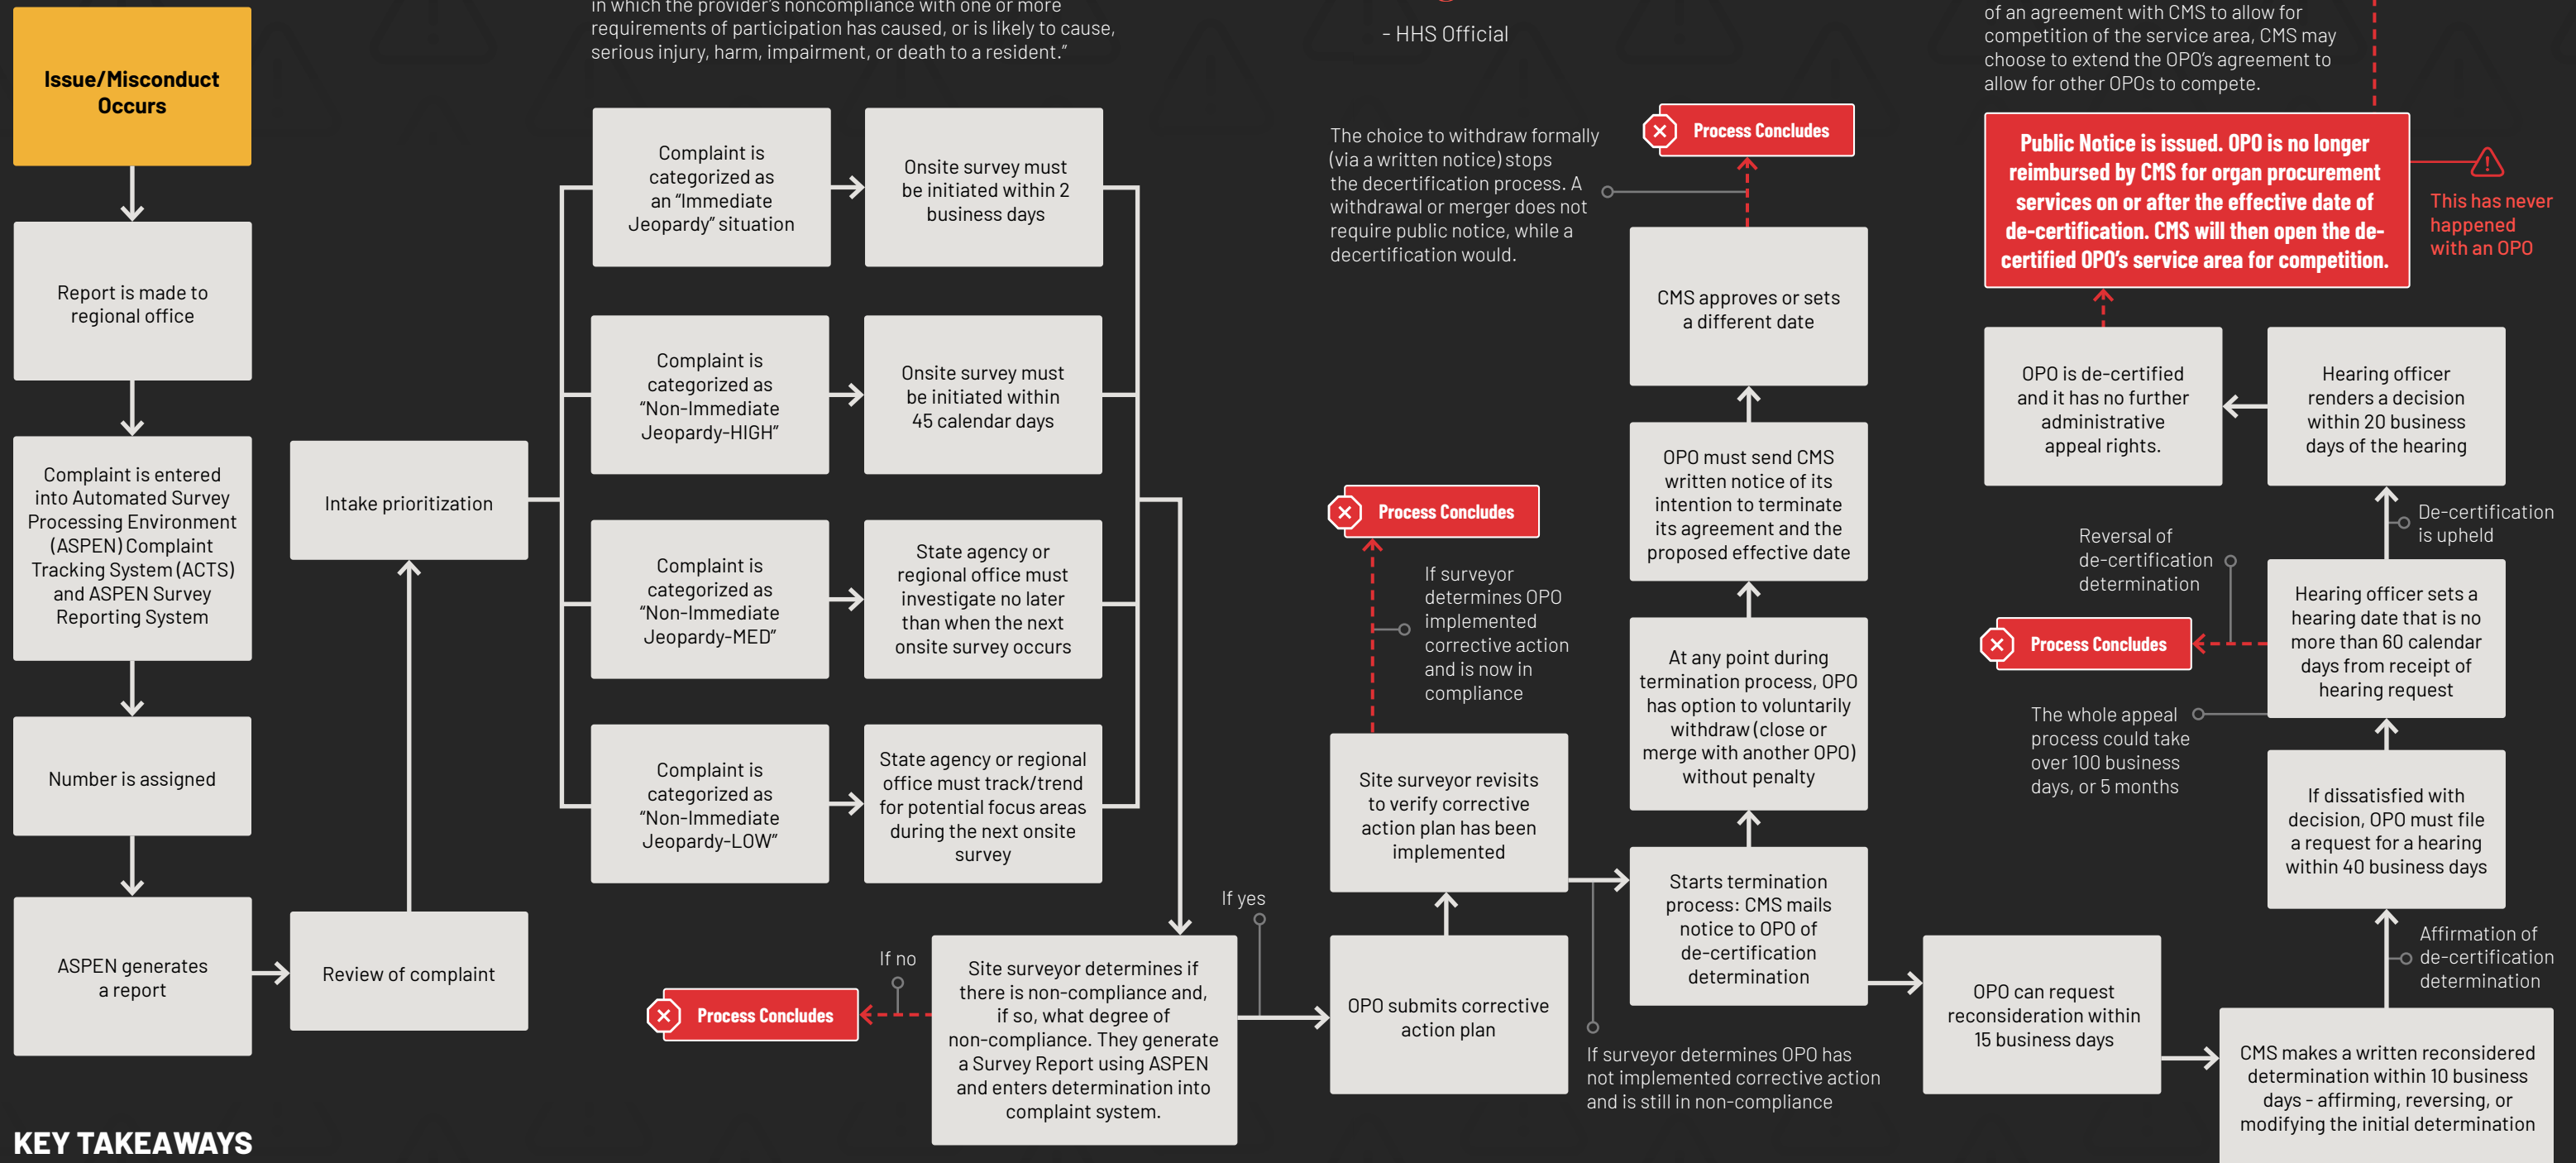 in which the provider's noncompliance with one or more
requirements of participation has caused, or is likely to cause,
serious injury, harm, impairment, or death to a resident."
- HHS Official
of an agreement with CMS to allow for
competition of the service area, CMS may
choose to extend the OPO's agreement to
allow for other OPOs to compete.
Issue/Misconduct
Occurs
Report is made to
regional office
Complaint is entered
into Automated Survey
Processing Environment
(ASPEN) Complaint
Tracking System (ACTS)
and ASPEN Survey
Reporting System
Number is assigned
ASPEN generates
a report
Review of complaint
Intake prioritization
Complaint is
categorized as
an "Immediate
Jeopardy" situation
Onsite survey must
be initiated within 2
business days
Complaint is
categorized as
"Non-Immediate
Jeopardy-HIGH"
Onsite survey must
be initiated within
45 calendar days
Complaint is
categorized as
"Non-Immediate
Jeopardy-MED"
State agency or
regional office must
investigate no later
than when the next
onsite survey occurs
Complaint is
categorized as
"Non-Immediate
Jeopardy-LOW"
State agency or regional
office must track/trend
for potential focus areas
during the next onsite
survey
Site surveyor determines if
there is non-compliance and,
if so, what degree of
non-compliance. They generate
a Survey Report using ASPEN
and enters determination into
complaint system.
If no
Process Concludes
If yes
OPO submits corrective
action plan
Site surveyor revisits
to verify corrective
action plan has been
implemented
If surveyor
determines OPO
implemented
corrective action
and is now in
compliance
Process Concludes
If surveyor determines OPO has
not implemented corrective action
and is still in non-compliance
Starts termination
process: CMS mails
notice to OPO of
de-certification
determination
At any point during
termination process, OPO
has option to voluntarily
withdraw (close or
merge with another OPO)
without penalty
OPO must send CMS
written notice of its
intention to terminate
its agreement and the
proposed effective date
CMS approves or sets
a different date
The choice to withdraw formally
(via a written notice) stops
the decertification process. A
withdrawal or merger does not
require public notice, while a
decertification would.
Process Concludes
OPO can request
reconsideration within
15 business days
CMS makes a written reconsidered
determination within 10 business
days - affirming, reversing, or
modifying the initial determination
Affirmation of
de-certification
determination
If dissatisfied with
decision, OPO must file
a request for a hearing
within 40 business days
Hearing officer sets a
hearing date that is no
more than 60 calendar
days from receipt of
hearing request
The whole appeal
process could take
over 100 business
days, or 5 months
Reversal of
de-certification
determination
Process Concludes
De-certification
is upheld
Hearing officer
renders a decision
within 20 business
days of the hearing
OPO is de-certified
and it has no further
administrative
appeal rights.
Public Notice is issued. OPO is no longer
reimbursed by CMS for organ procurement
services on or after the effective date of
de-certification. CMS will then open the de-
certified OPO's service area for competition.
This has never
happened
with an OPO
KEY TAKEAWAYS